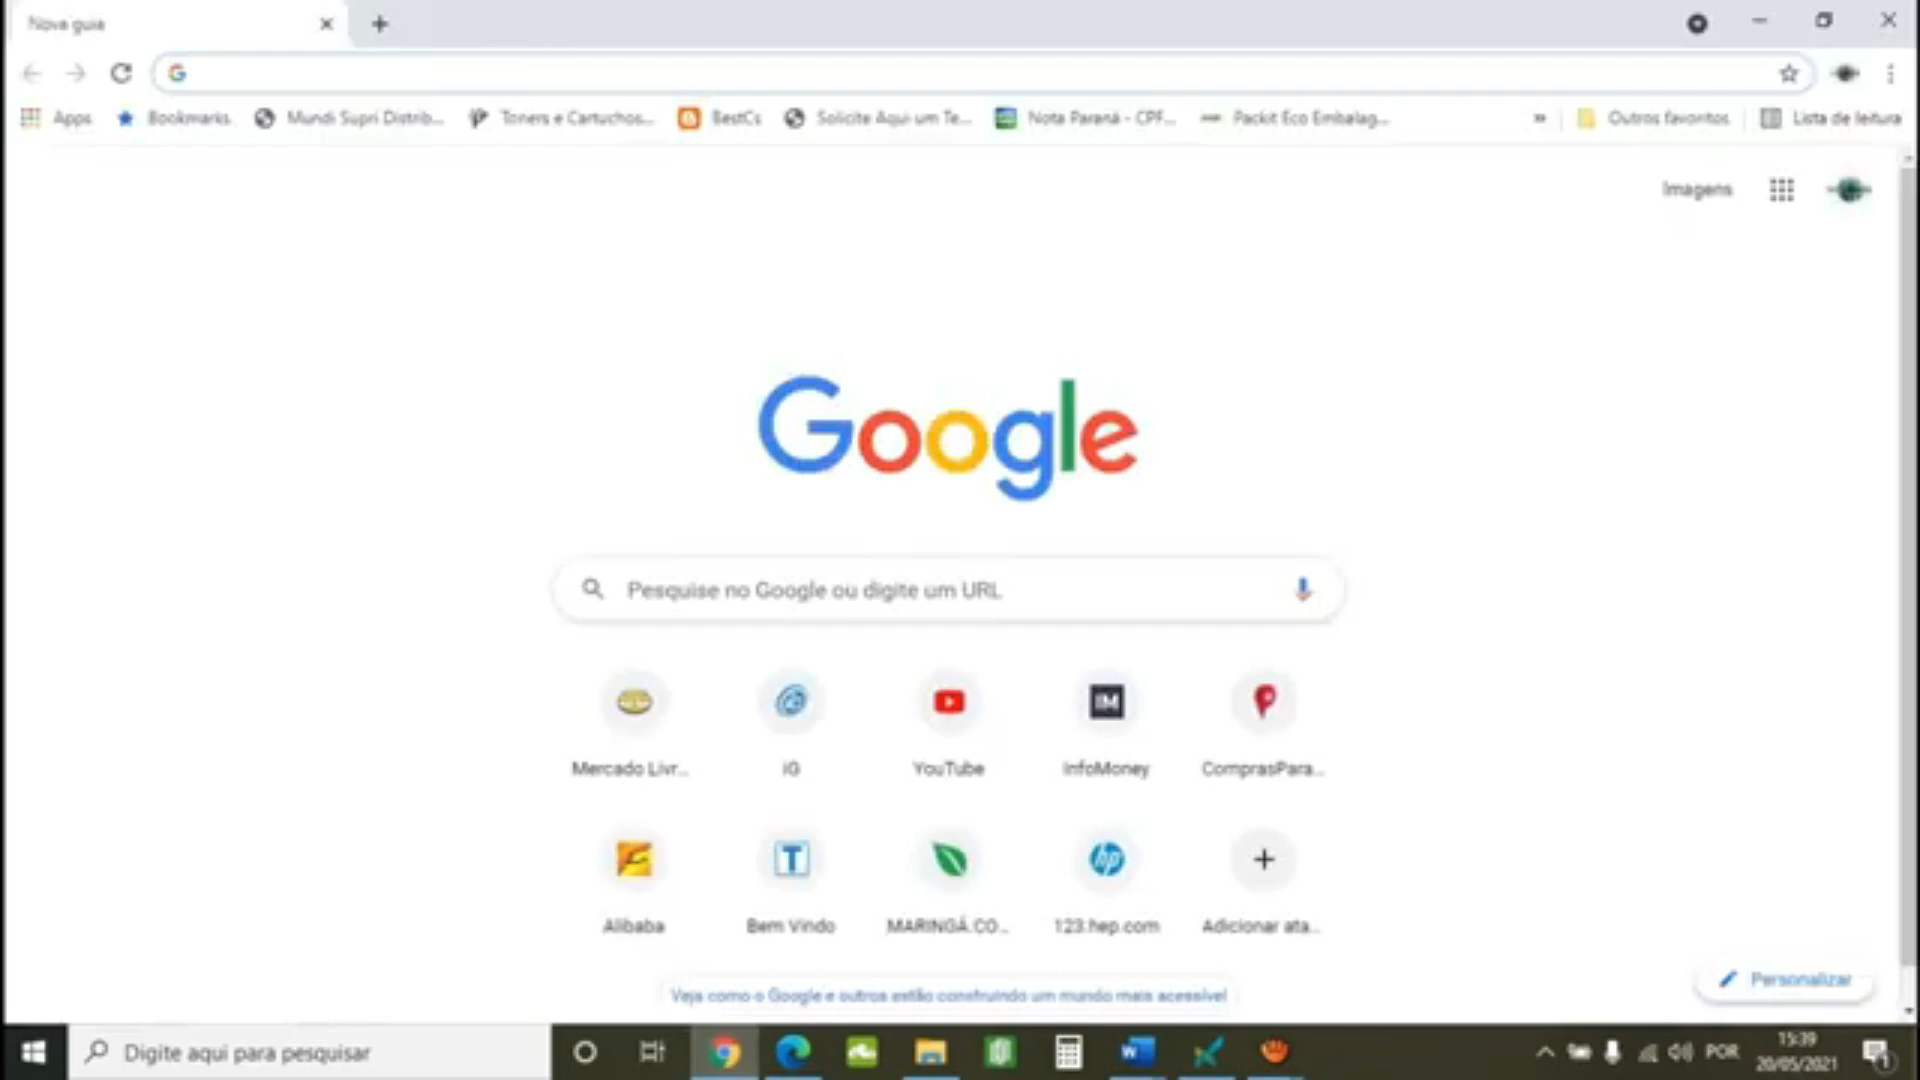 Nova guia
Apps Bookmarks Mundi Supri Distrib... Toners e Cartuchos... BestCs Solicite Aqui um Te... Nota Paraná - CPF... Packit Eco Embalag... » Outros favoritos Lista de leitura
Imagens
Google
Pesquise no Google ou digite um URL
Mercado Livr... iG YouTube InfoMoney ComprasPara...
Alibaba Bem Vindo MARINGÁ.CO... 123.hep.com Adicionar ata...
Veja como o Google e outros estão construindo um mundo mais acessível
Personalizar
Digite aqui para pesquisar
POR
15:39
20/05/2021